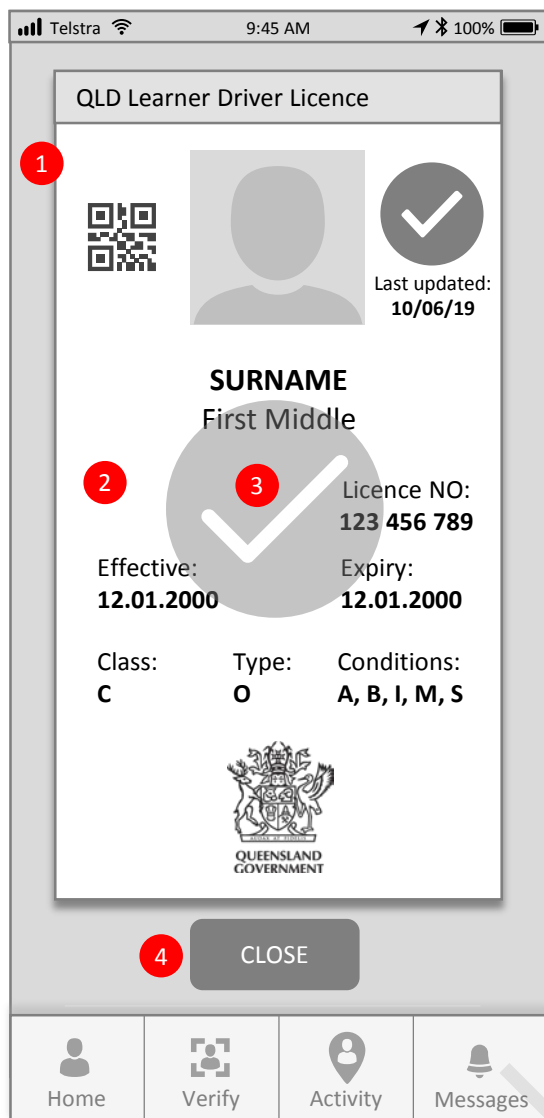 Telstra 9:45 AM 100%
QLD Learner Driver Licence
1
Last updated:
10/06/19
SURNAME
First Middle
2 3
Licence NO:
123 456 789
Effective: Expiry:
12.01.2000 12.01.2000
Class: Type: Conditions:
C O A, B, I, M, S
QUEENSLAND
GOVERNMENT
4 CLOSE
Home Verify Activity Messages